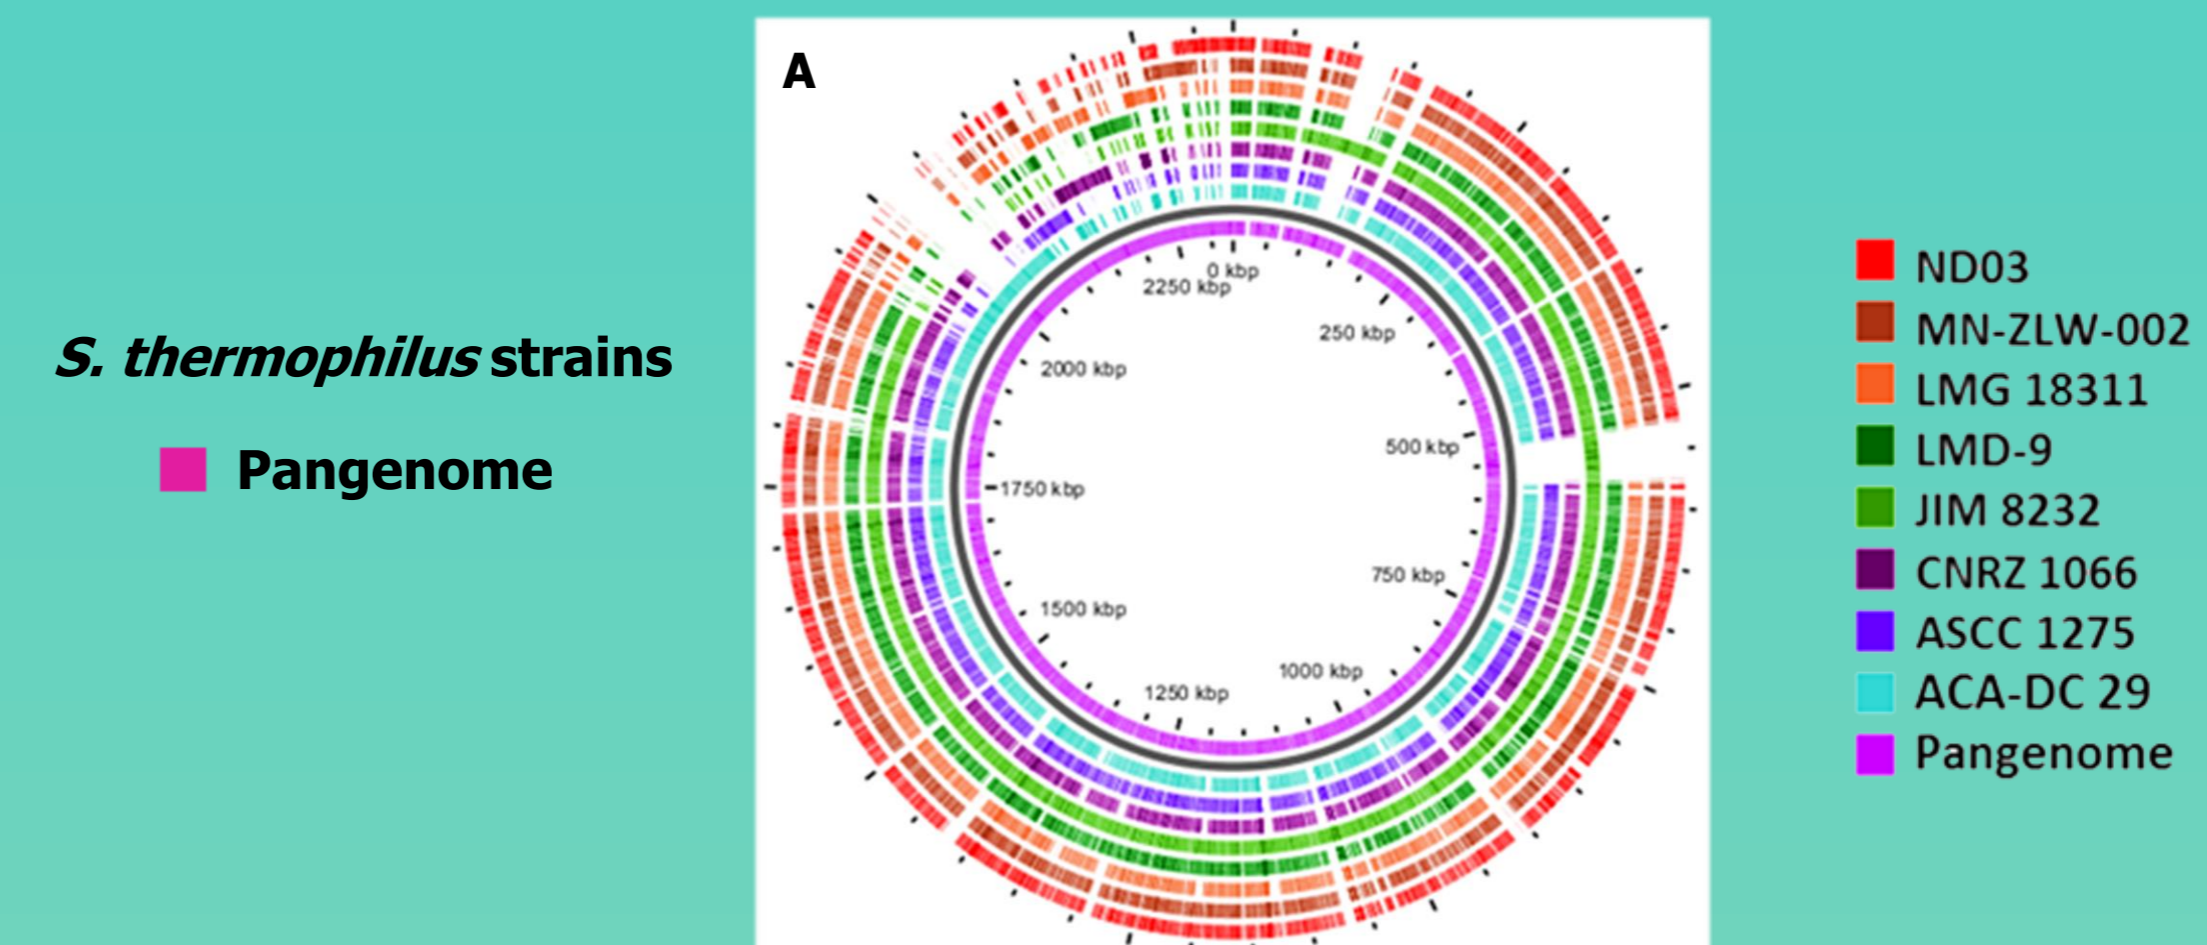 A
S. thermophilus strains
Pangenome
0 kbp
2250 kbp
250 kbp
2000 kbp
500 kbp
1750 kbp
750 kbp
1500 kbp
1000 kbp
1250 kbp
ND03
MN-ZLW-002
LMG 18311
LMD-9
JIM 8232
CNRZ 1066
ASCC 1275
ACA-DC 29
Pangenome